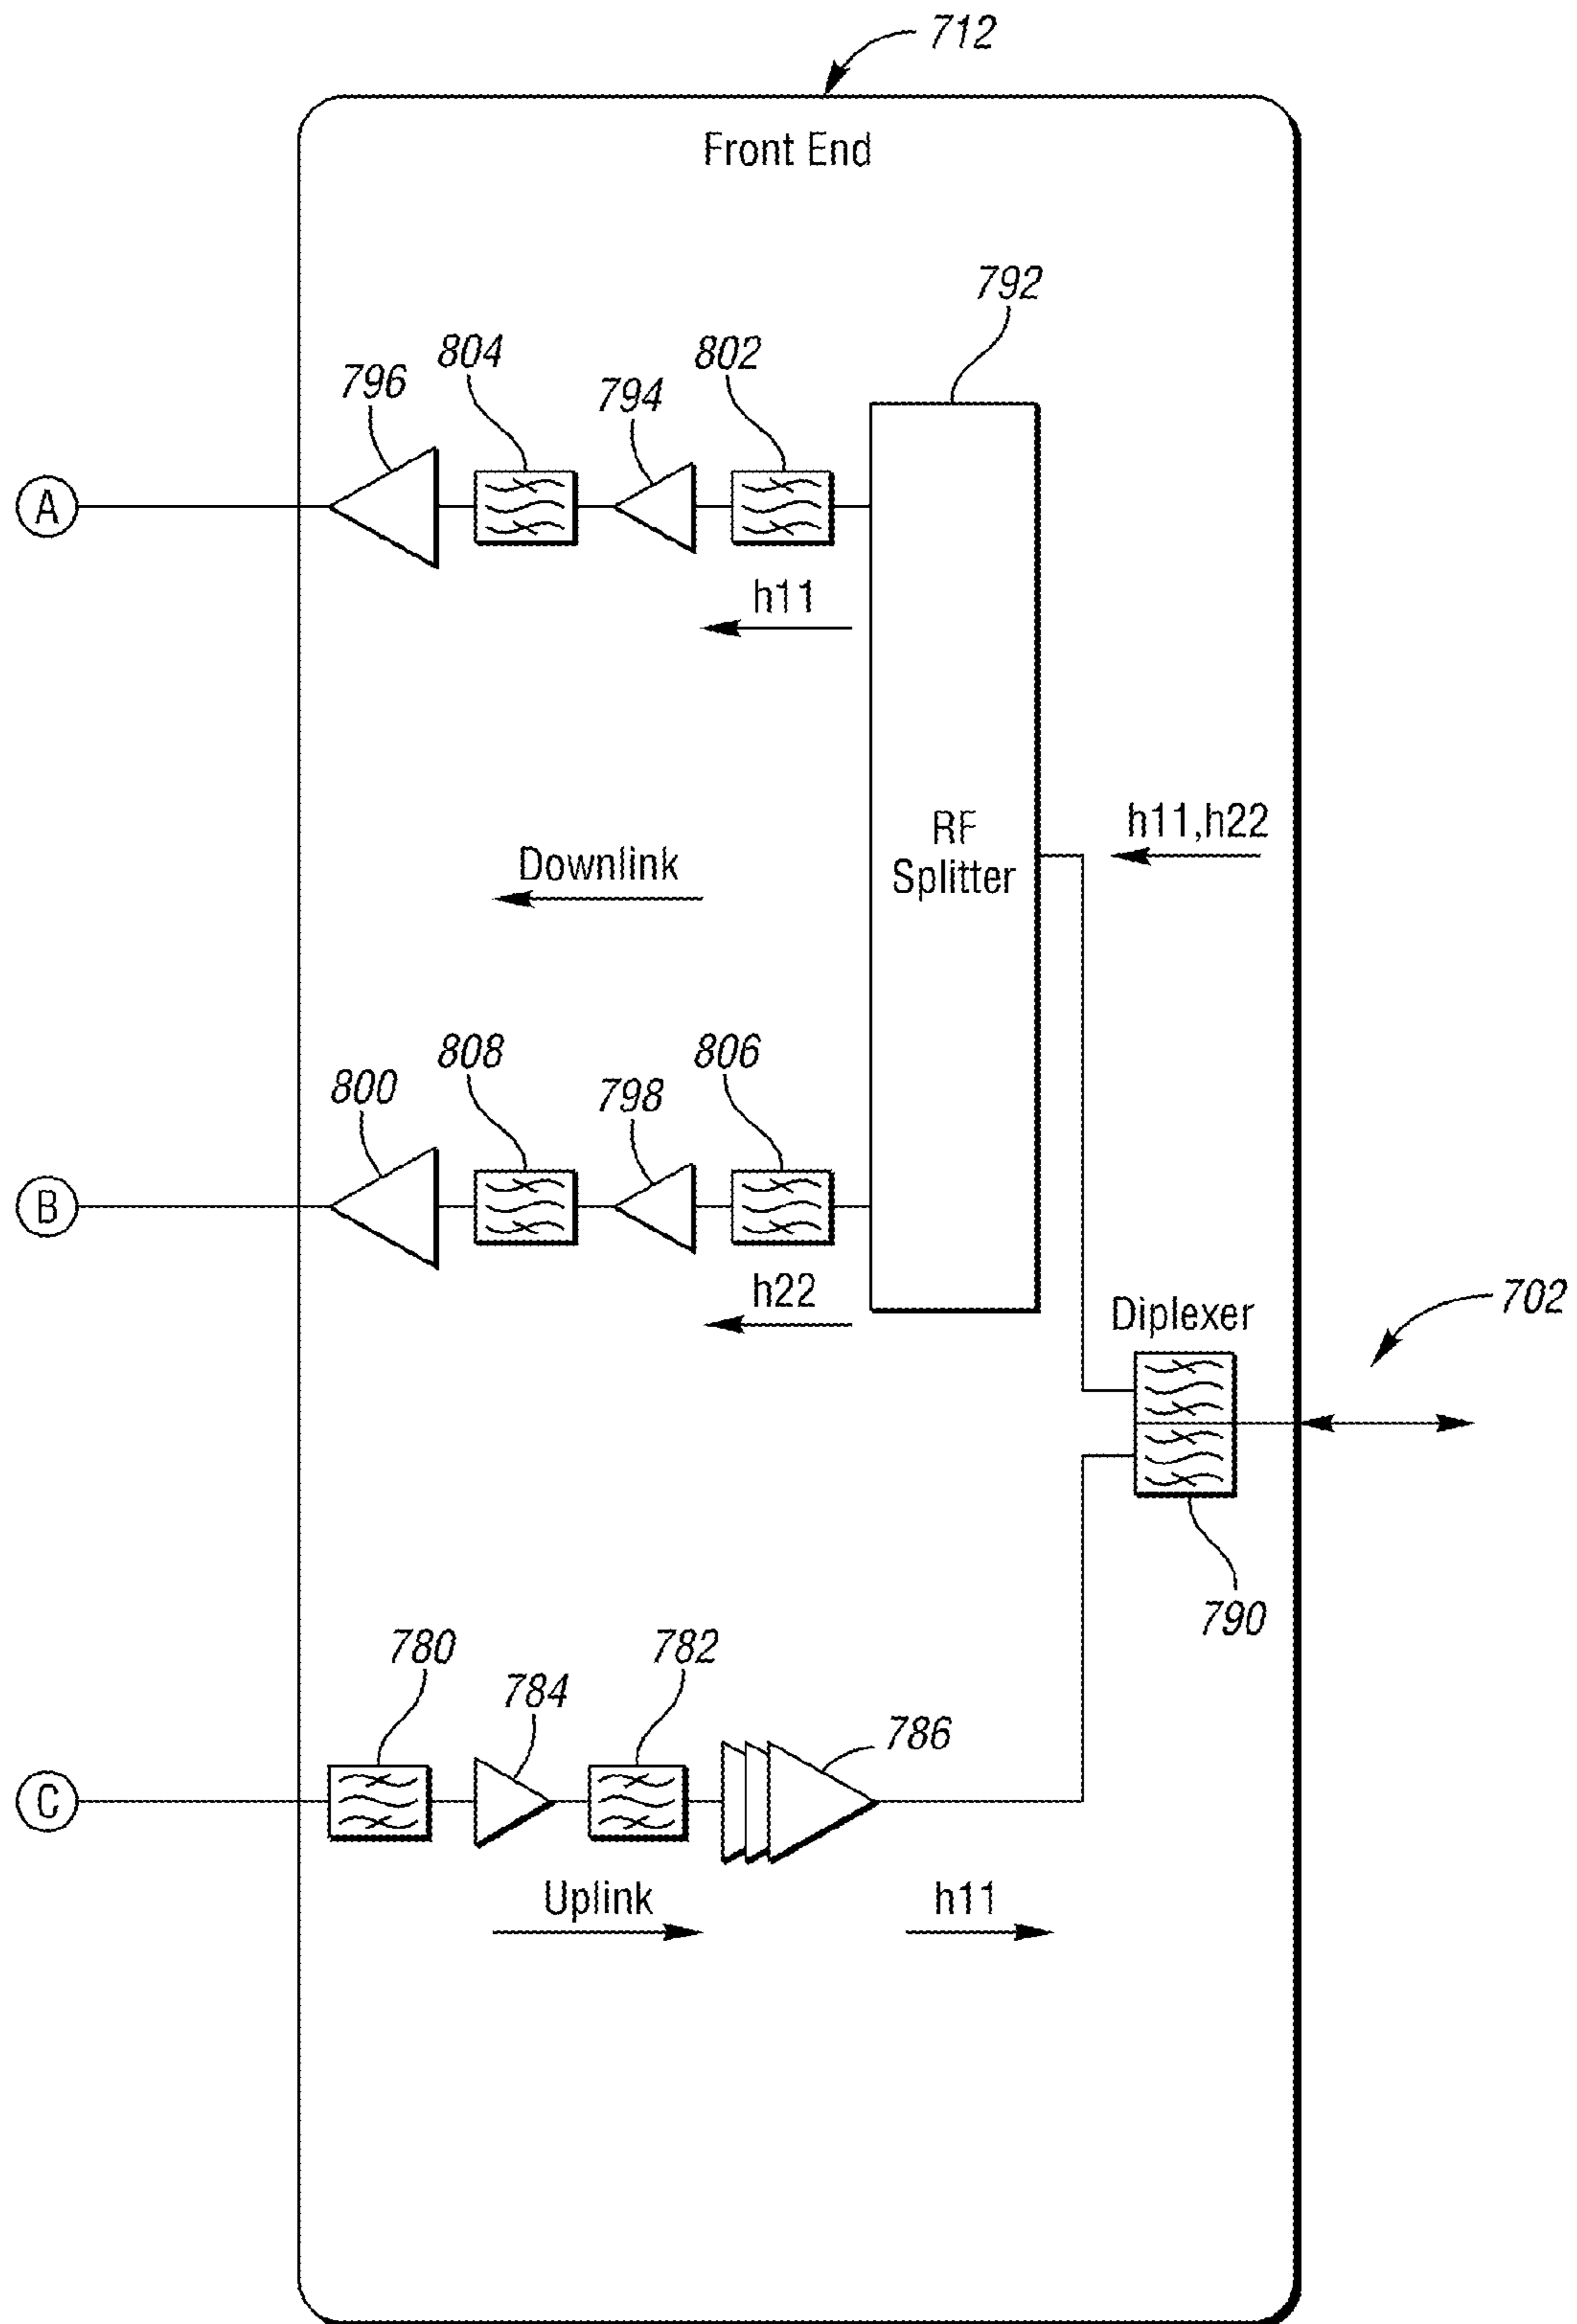 712
Front End
792
804
802
796
794
A
h11
RF
Splitter
h11,h22
Downlink
808
806
800
798
B
h22
702
Diplexer
790
780
782
784
786
C
Uplink
h11